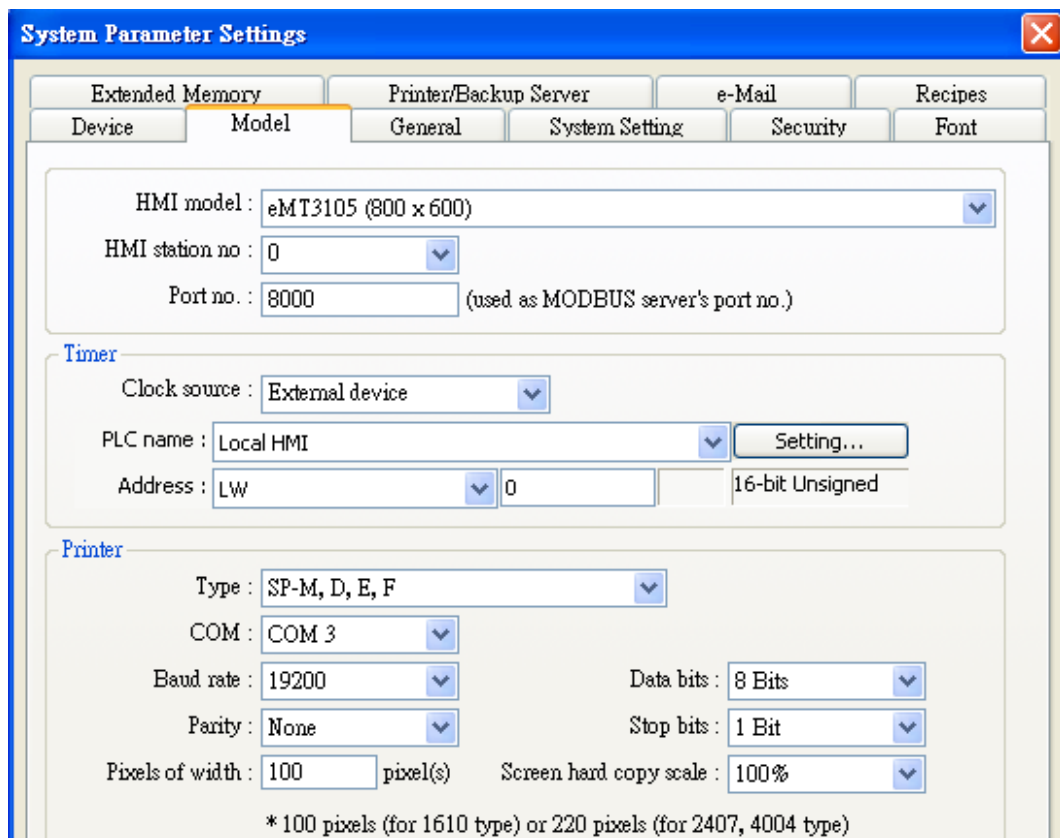 System Parameter Settings
Extended Memory Printer/Backup Server e-Mail Recipes
Device Model General System Setting Security Font
HMI model : eMT3105 (800 x 600)
HMI station no : 0
Port no. : 8000 (used as MODBUS server's port no.)
Timer
Clock source : External device
PLC name : Local HMI Setting...
Address : LW 0 16-bit Unsigned
Printer
Type : SP-M, D, E, F
COM : COM 3
Baud rate : 19200 Data bits : 8 Bits
Parity : None Stop bits : 1 Bit
Pixels of width : 100 pixel(s) Screen hard copy scale : 100%
* 100 pixels (for 1610 type) or 220 pixels (for 2407, 4004 type)